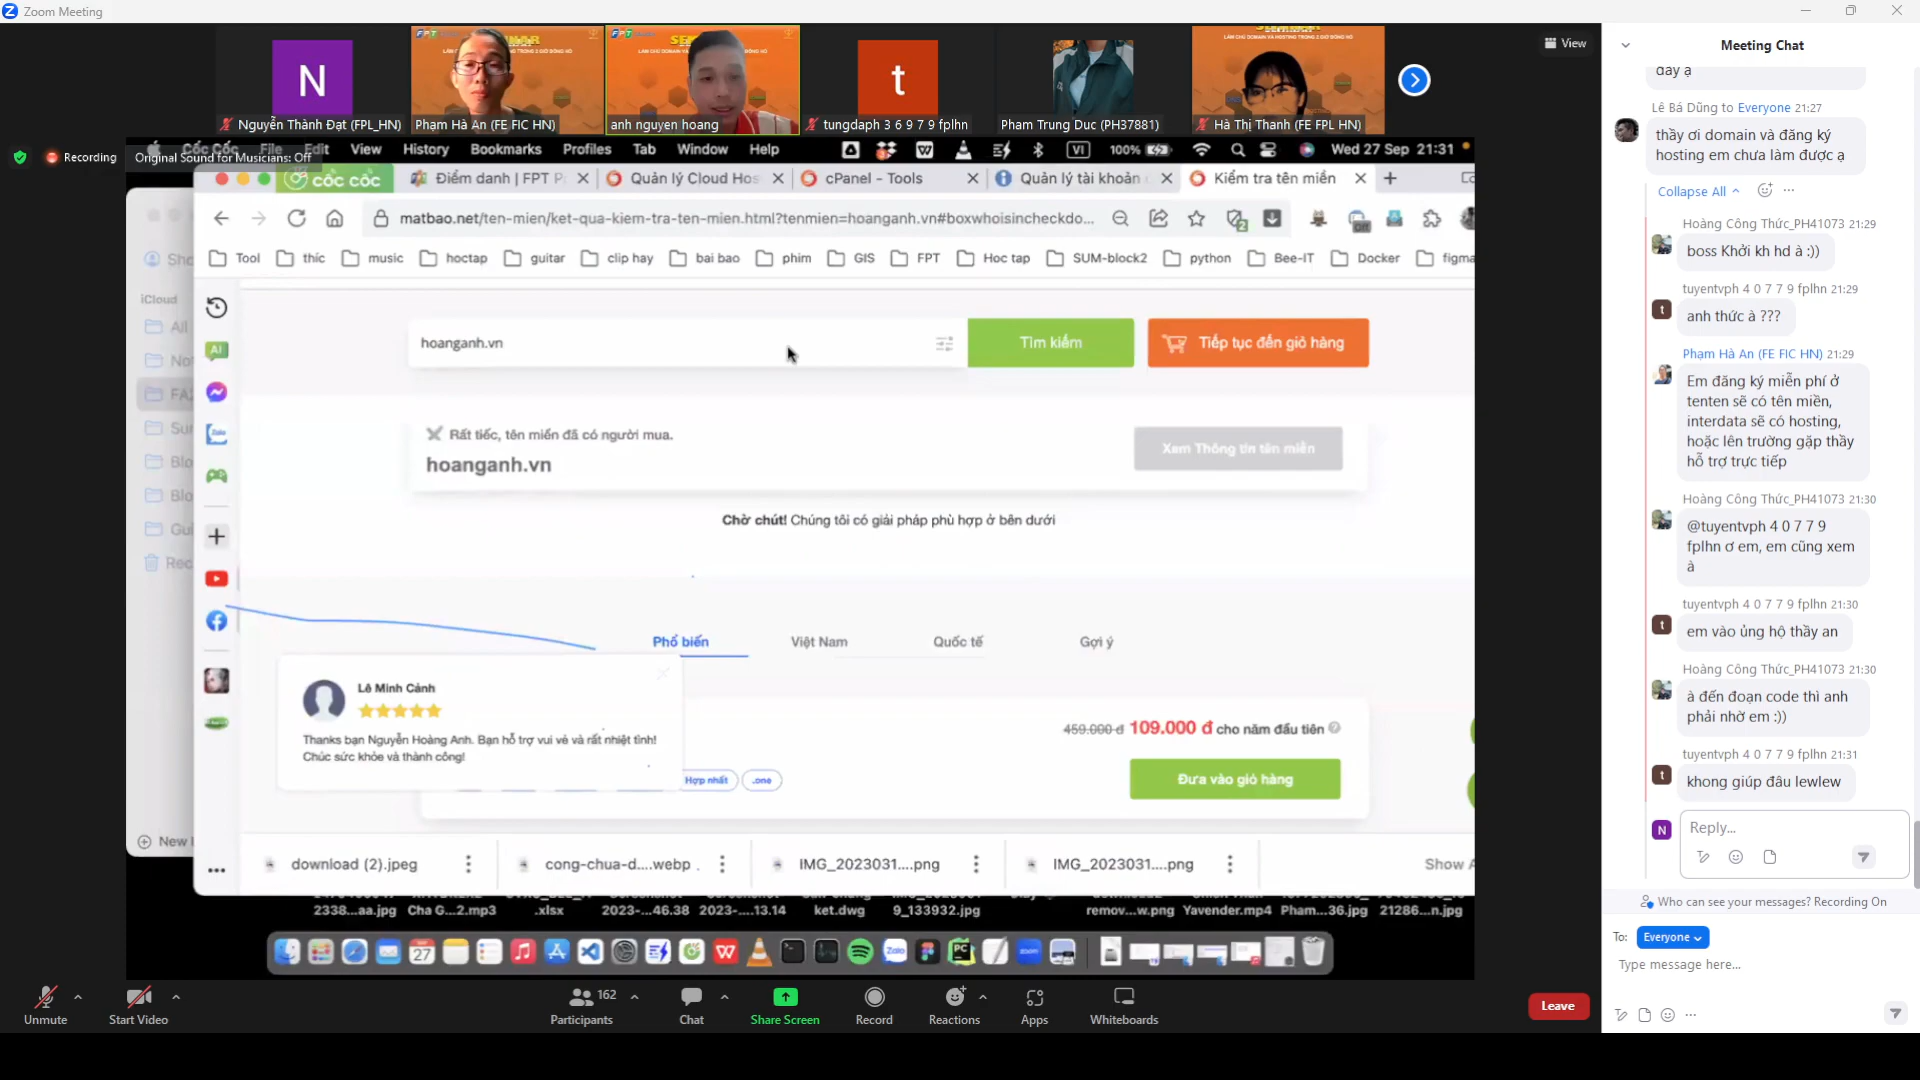 Zoom Meeting
N
Nguyễn Thành Đạt (FPL_HN)
Phạm Hà An (FE FIC HN)
anh nguyen hoang
t
tungdaph 3 6 9 7 9 fplhn
Pham Trung Duc (PH37881)
Hà Thị Thanh (FE FPL HN)
View
Recording
Original Sound for Musicians: Off
Cốc Cốc File Edit View History Bookmarks Profiles Tab Window Help
VI 100% Wed 27 Sep 21:31
cốc cốc
Điểm danh | FPT P
Quản lý Cloud Hos
cPanel - Tools
Quản lý tài khoản
Kiểm tra tên miền
matbao.net/ten-mien/ket-qua-kiem-tra-ten-mien.html?tenmien=hoanganh.vn#boxwhoisincheckdo...
Tool thíc music hoctap guitar clip hay bai bao phim GIS FPT Hoc tap SUM-block2 python Bee-IT Docker figma
iCloud
All
hoanganh.vn
Tìm kiếm
Tiếp tục đến giỏ hàng
Rất tiếc, tên miền đã có người mua.
hoanganh.vn
Xem Thông tin tên miền
Chờ chút! Chúng tôi có giải pháp phù hợp ở bên dưới
Phổ biến Việt Nam Quốc tế Gợi ý
Lê Minh Cảnh
Thanks bạn Nguyễn Hoàng Anh. Bạn hỗ trợ vui vẻ và rất nhiệt tình!
Chúc sức khỏe và thành công!
459.000 đ 109.000 đ cho năm đầu tiên
Hợp nhất .one
Đưa vào giỏ hàng
New
download (2).jpeg
cong-chua-d....webp
IMG_2023031....png
IMG_2023031....png
Show A
2338...aa.jpg Cha G...2.mp3 .xlsx 2023-...46.38 2023-....13.14 ket.dwg 9_133932.jpg remov...w.png Yavender.mp4 Pham...36.jpg 21286...n.jpg
27
Unmute
Start Video
162
Participants
Chat
Share Screen
Record
Reactions
Apps
Whiteboards
Leave
Meeting Chat
đây ạ
Lê Bá Dũng to Everyone 21:27
thầy ơi domain và đăng ký
hosting em chưa làm được ạ
Collapse All
Hoàng Công Thức_PH41073 21:29
boss Khởi kh hd à :))
tuyentvph 4 0 7 7 9 fplhn 21:29
anh thức à ???
Phạm Hà An (FE FIC HN) 21:29
Em đăng ký miễn phí ở
tenten sẽ có tên miền,
interdata sẽ có hosting,
hoặc lên trường gặp thầy
hỗ trợ trực tiếp
Hoàng Công Thức_PH41073 21:30
@tuyentvph 4 0 7 7 9
fplhn ơ em, em cũng xem
à
tuyentvph 4 0 7 7 9 fplhn 21:30
em vào ủng hộ thầy an
Hoàng Công Thức_PH41073 21:30
à đến đoạn code thì anh
phải nhờ em :))
tuyentvph 4 0 7 7 9 fplhn 21:31
khong giúp đâu lewlew
Reply...
Who can see your messages? Recording On
To: Everyone
Type message here...